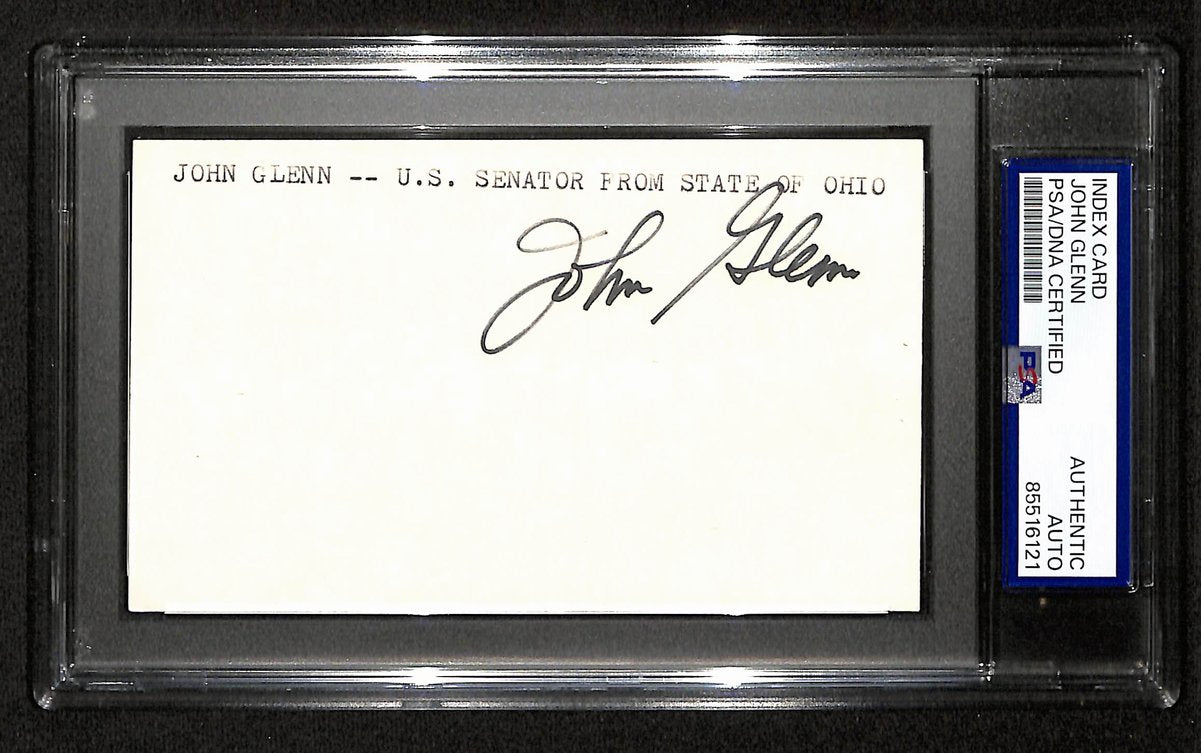 JOHN GLENN -- U.S. SENATOR FROM STATE OF OHIO
John Glenn
INDEX CARD
JOHN GLENN
PSA/DNA CERTIFIED
PSA
AUTHENTIC
AUTO
85516121